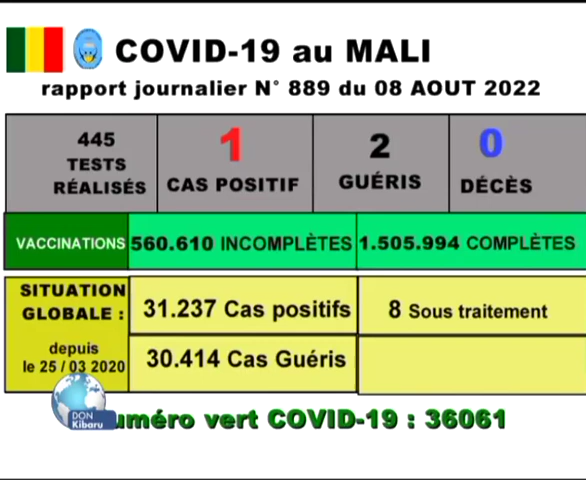 COVID-19 au MALI
rapport journalier N° 889 du 08 AOUT 2022
445
TESTS
RÉALISÉS
1
CAS POSITIF
2
GUÉRIS
0
DÉCÈS
VACCINATIONS
560.610 INCOMPLÈTES
1.505.994 COMPLÈTES
SITUATION
GLOBALE :
depuis
le 25 / 03 2020
31.237 Cas positifs
8 Sous traitement
30.414 Cas Guéris
DON
Kibaru
uméro vert COVID-19 : 36061